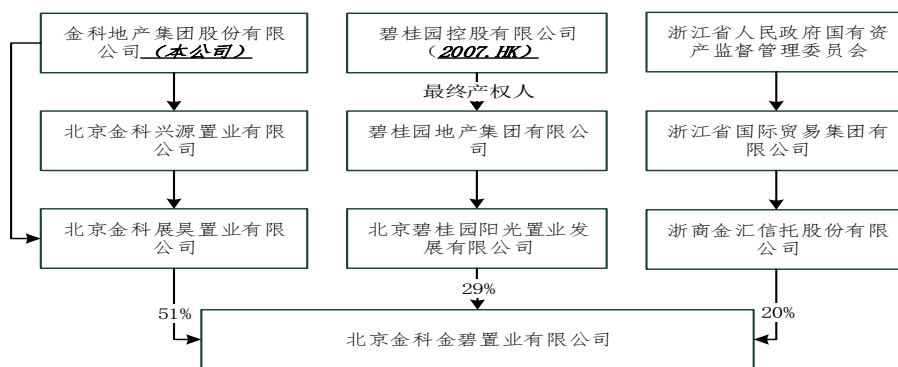 金科地产集团股份有限
公司（本公司）
碧桂园控股有限公司
（2007.HK）
浙江省人民政府国有资
产监督管理委员会
最终产权人
北京金科兴源置业有限
公司
碧桂园地产集团有限公
司
浙江省国际贸易集团有
限公司
北京金科展昊置业有限
公司
北京碧桂园阳光置业发
展有限公司
浙商金汇信托股份有限
公司
51%
29%
20%
北京金科金碧置业有限公司